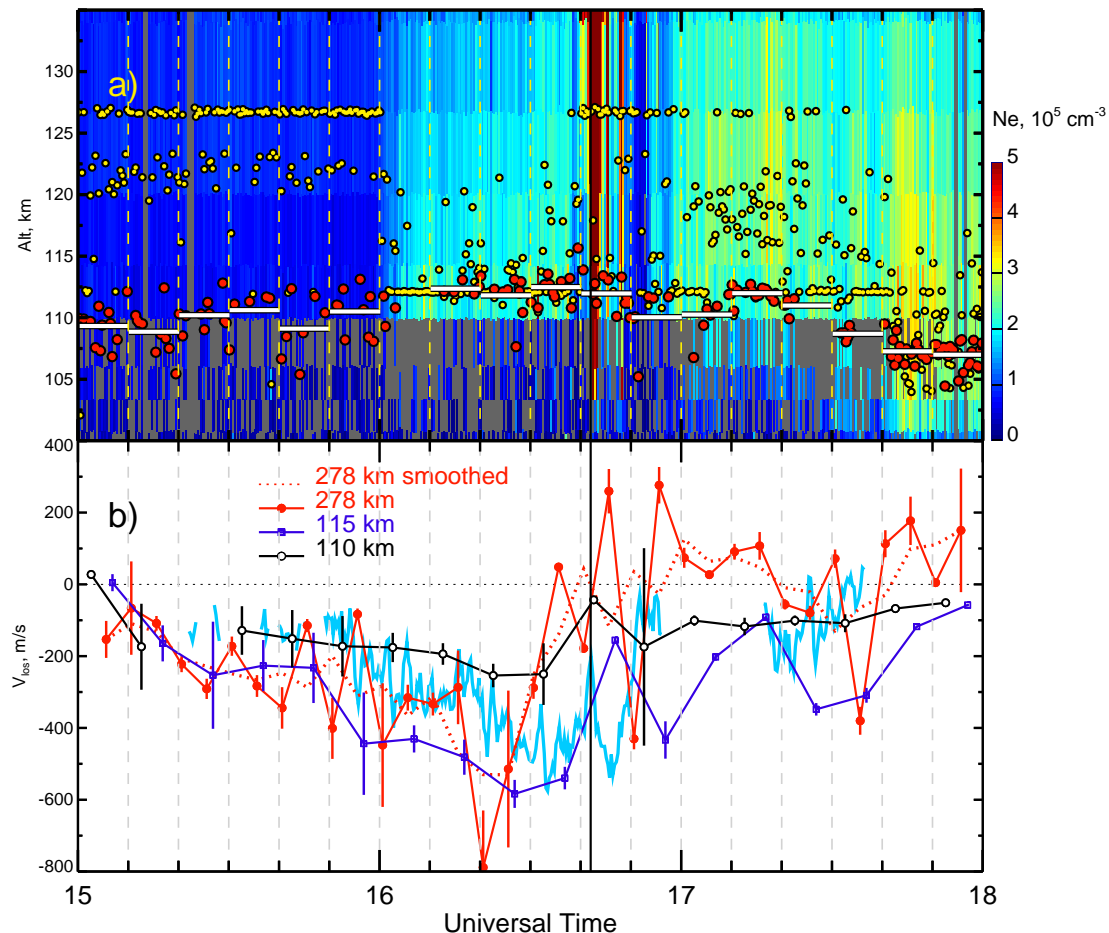 130
125
120
115
110
105
Alt, km
a)
Ne, 10⁵ cm⁻³
5
4
3
2
1
0
400
200
0
-200
-400
-600
-800
V_los, m/s
b)
278 km smoothed
278 km
115 km
110 km
15
16
17
18
Universal Time